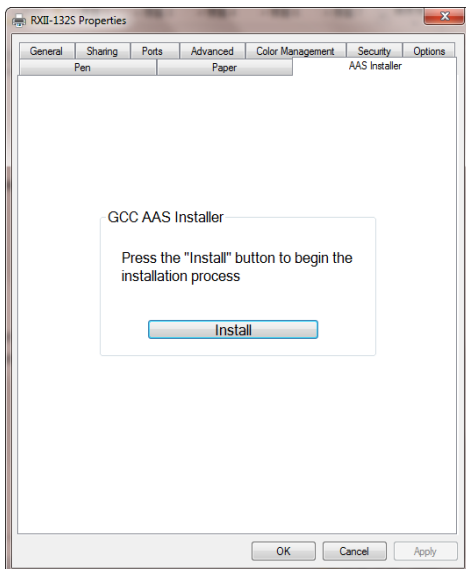 RXII-132S Properties
General Sharing Ports Advanced Color Management Security Options
Pen Paper AAS Installer
GCC AAS Installer
Press the "Install" button to begin the
installation process
Install
OK Cancel Apply